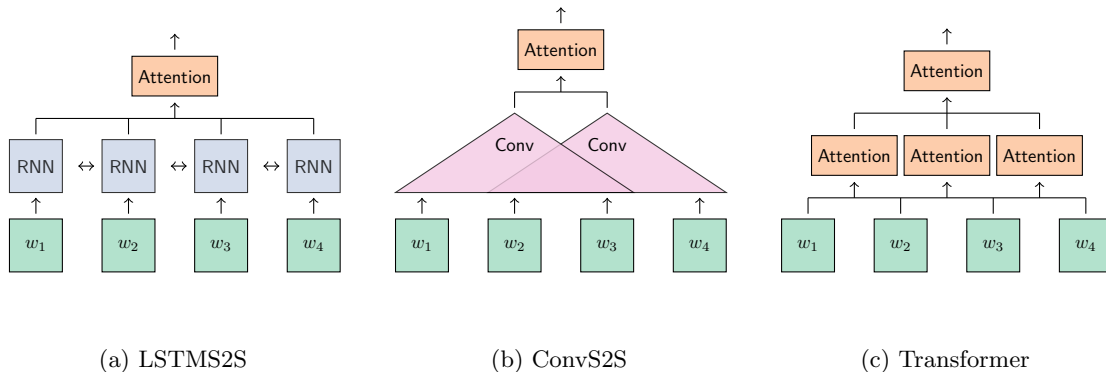 Attention
RNN ↔ RNN ↔ RNN ↔ RNN
w₁ w₂ w₃ w₄
(a) LSTMS2S
Attention
Conv Conv
w₁ w₂ w₃ w₄
(b) ConvS2S
Attention
Attention Attention Attention
w₁ w₂ w₃ w₄
(c) Transformer